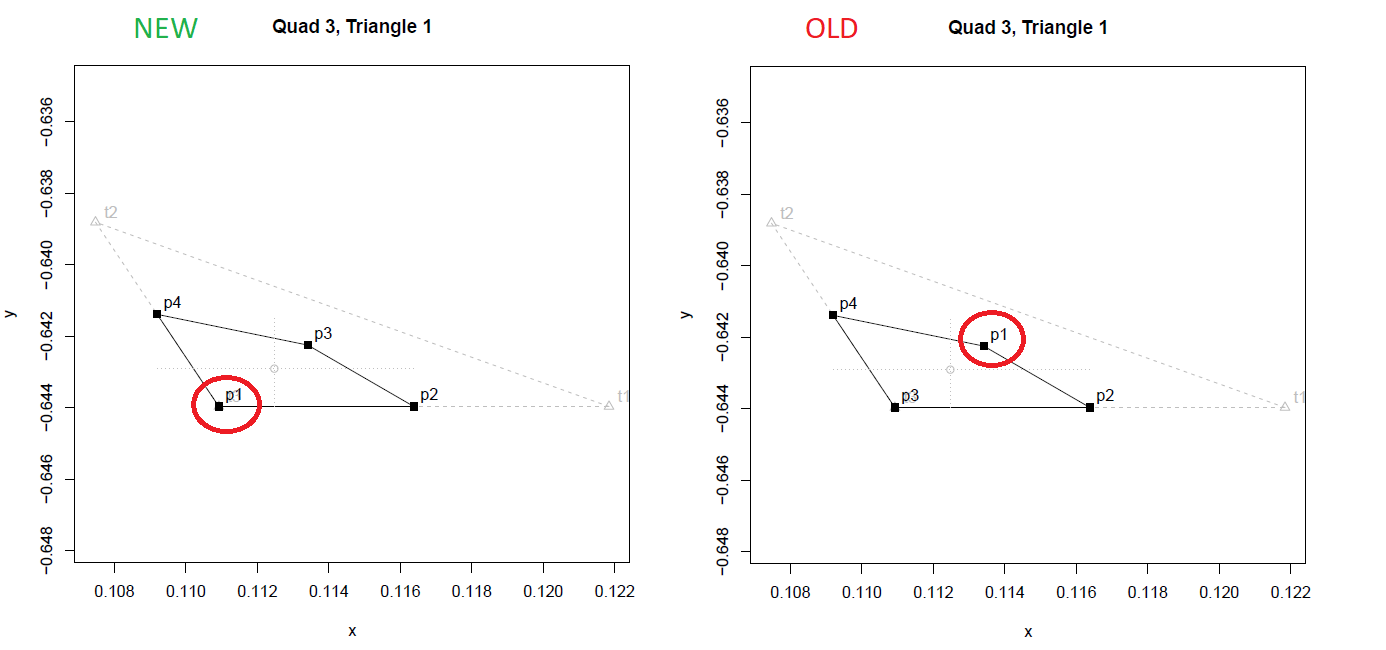 NEW
Quad 3, Triangle 1
y
−0.636
−0.638
−0.640
−0.642
−0.644
−0.646
−0.648
t2
p4
p3
p1
p2
t1
0.108 0.110 0.112 0.114 0.116 0.118 0.120 0.122
x
OLD
Quad 3, Triangle 1
y
−0.636
−0.638
−0.640
−0.642
−0.644
−0.646
−0.648
t2
p4
p1
p3
p2
t1
0.108 0.110 0.112 0.114 0.116 0.118 0.120 0.122
x